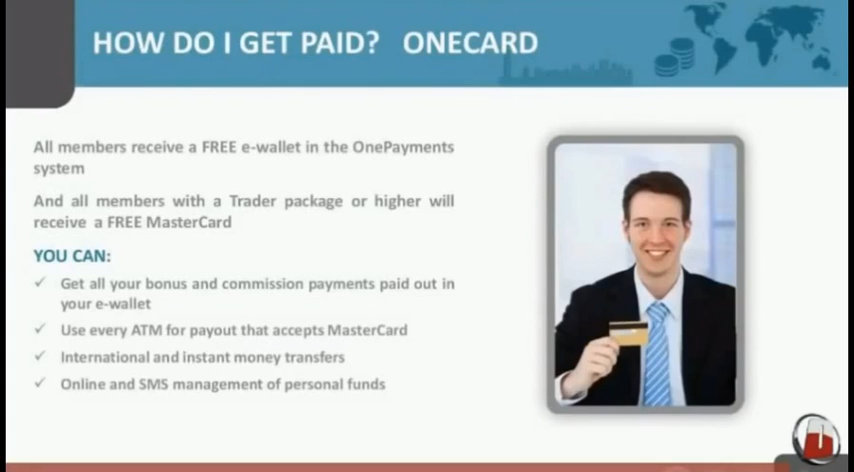 HOW DO I GET PAID? ONECARD
All members receive a FREE e-wallet in the OnePayments
system
And all members with a Trader package or higher will
receive a FREE MasterCard
YOU CAN:
✓ Get all your bonus and commission payments paid out in
your e-wallet
✓ Use every ATM for payout that accepts MasterCard
✓ International and instant money transfers
✓ Online and SMS management of personal funds